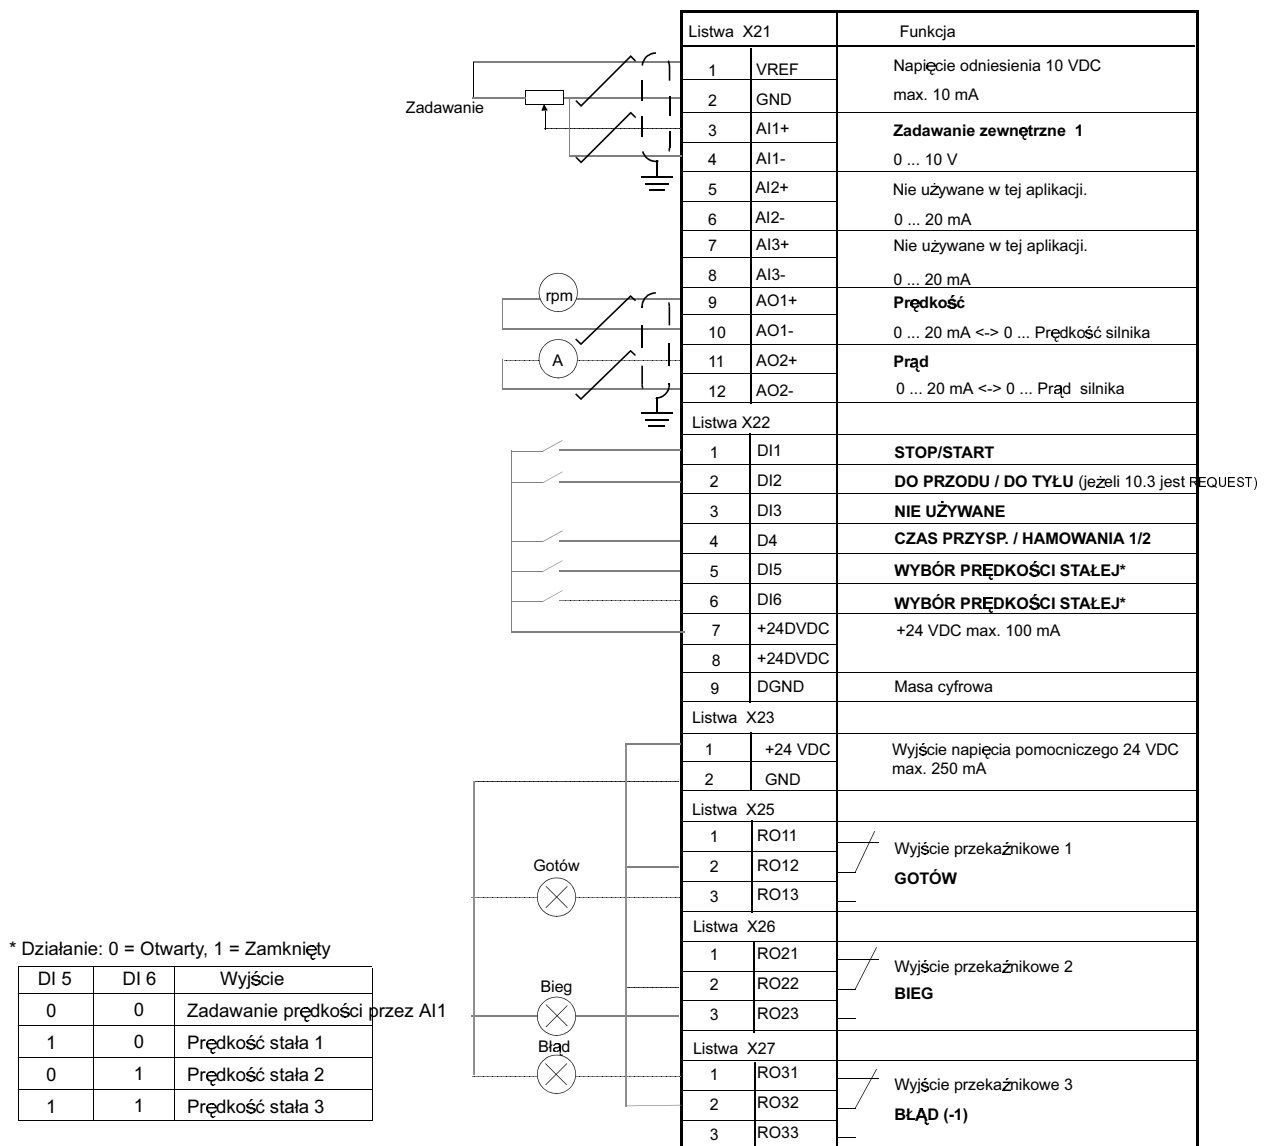 Listwa X21 Funkcja
1 VREF Napięcie odniesienia 10 VDC
2 GND max. 10 mA
Zadawanie
3 AI1+ Zadawanie zewnętrzne 1
4 AI1- 0 ... 10 V
5 AI2+ Nie używane w tej aplikacji.
6 AI2- 0 ... 20 mA
7 AI3+ Nie używane w tej aplikacji.
8 AI3- 0 ... 20 mA
rpm
9 AO1+ Prędkość
10 AO1- 0 ... 20 mA <-> 0 ... Prędkość silnika
A
11 AO2+ Prąd
12 AO2- 0 ... 20 mA <-> 0 ... Prąd silnika
Listwa X22
1 DI1 STOP/START
2 DI2 DO PRZODU / DO TYŁU (jeżeli 10.3 jest REQUEST)
3 DI3 NIE UŻYWANE
4 D4 CZAS PRZYSP. / HAMOWANIA 1/2
5 DI5 WYBÓR PRĘDKOŚCI STAŁEJ*
6 DI6 WYBÓR PRĘDKOŚCI STAŁEJ*
7 +24DVDC +24 VDC max. 100 mA
8 +24DVDC
9 DGND Masa cyfrowa
Listwa X23
1 +24 VDC Wyjście napięcia pomocniczego 24 VDC
max. 250 mA
2 GND
Listwa X25
1 RO11 Wyjście przekaźnikowe 1
2 RO12 GOTÓW
3 RO13
Gotów
Listwa X26
1 RO21 Wyjście przekaźnikowe 2
2 RO22 BIEG
3 RO23
Bieg
Błąd
Listwa X27
1 RO31 Wyjście przekaźnikowe 3
2 RO32 BŁĄD (-1)
3 RO33
* Działanie: 0 = Otwarty, 1 = Zamknięty
DI 5 DI 6 Wyjście
0 0 Zadawanie prędkości przez AI1
1 0 Prędkość stała 1
0 1 Prędkość stała 2
1 1 Prędkość stała 3